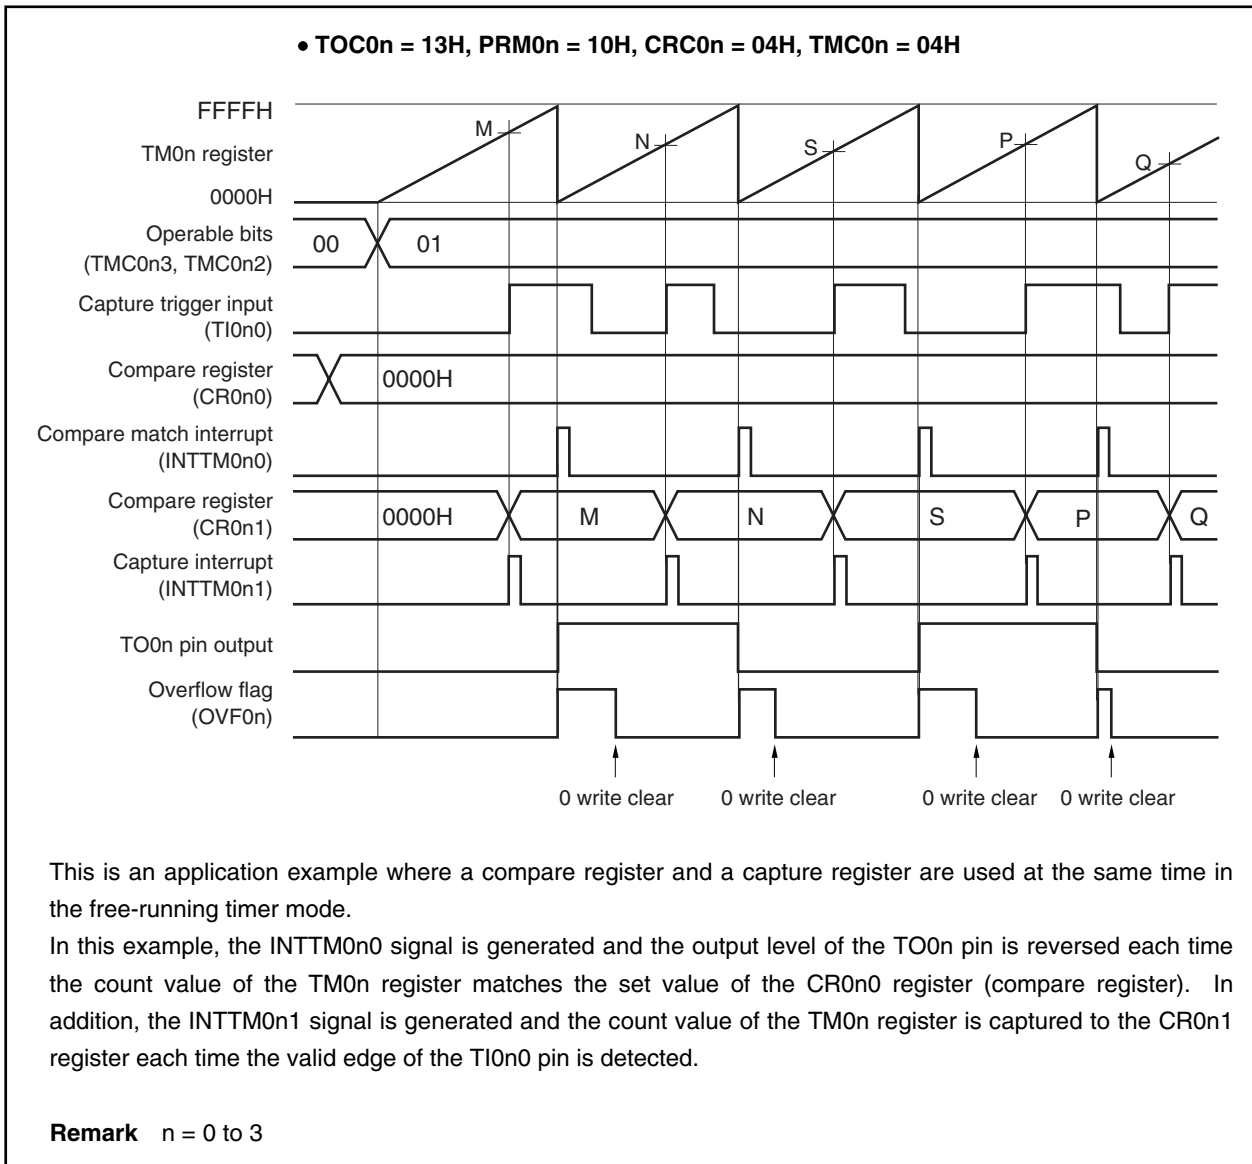 • TOC0n = 13H, PRM0n = 10H, CRC0n = 04H, TMC0n = 04H
FFFFH
TM0n register
0000H
M
N
S
P
Q
Operable bits
(TMC0n3, TMC0n2)
00
01
Capture trigger input
(TI0n0)
Compare register
(CR0n0)
0000H
Compare match interrupt
(INTTM0n0)
Compare register
(CR0n1)
0000H
M
N
S
P
Q
Capture interrupt
(INTTM0n1)
TO0n pin output
Overflow flag
(OVF0n)
0 write clear
0 write clear
0 write clear
0 write clear
This is an application example where a compare register and a capture register are used at the same time in
the free-running timer mode.
In this example, the INTTM0n0 signal is generated and the output level of the TO0n pin is reversed each time
the count value of the TM0n register matches the set value of the CR0n0 register (compare register). In
addition, the INTTM0n1 signal is generated and the count value of the TM0n register is captured to the CR0n1
register each time the valid edge of the TI0n0 pin is detected.
Remark n = 0 to 3